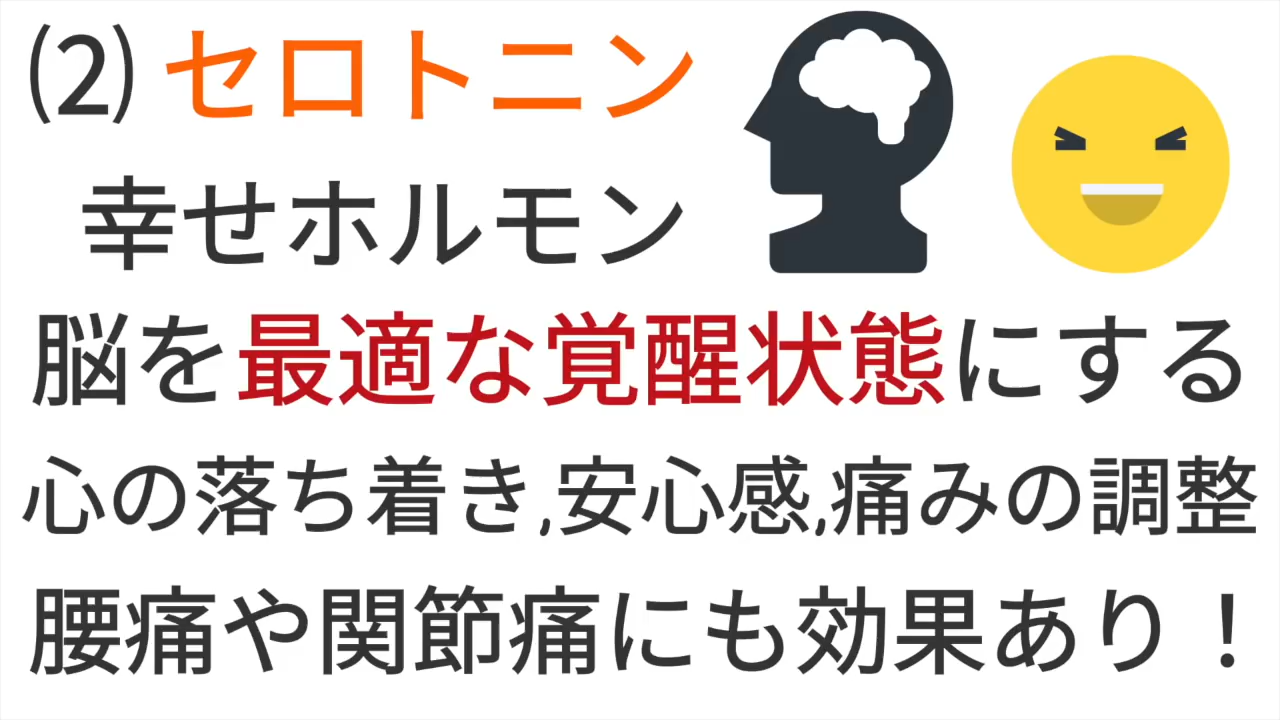 (2) セロトニン
幸せホルモン
脳を最適な覚醒状態にする
心の落ち着き,安心感,痛みの調整
腰痛や関節痛にも効果あり！